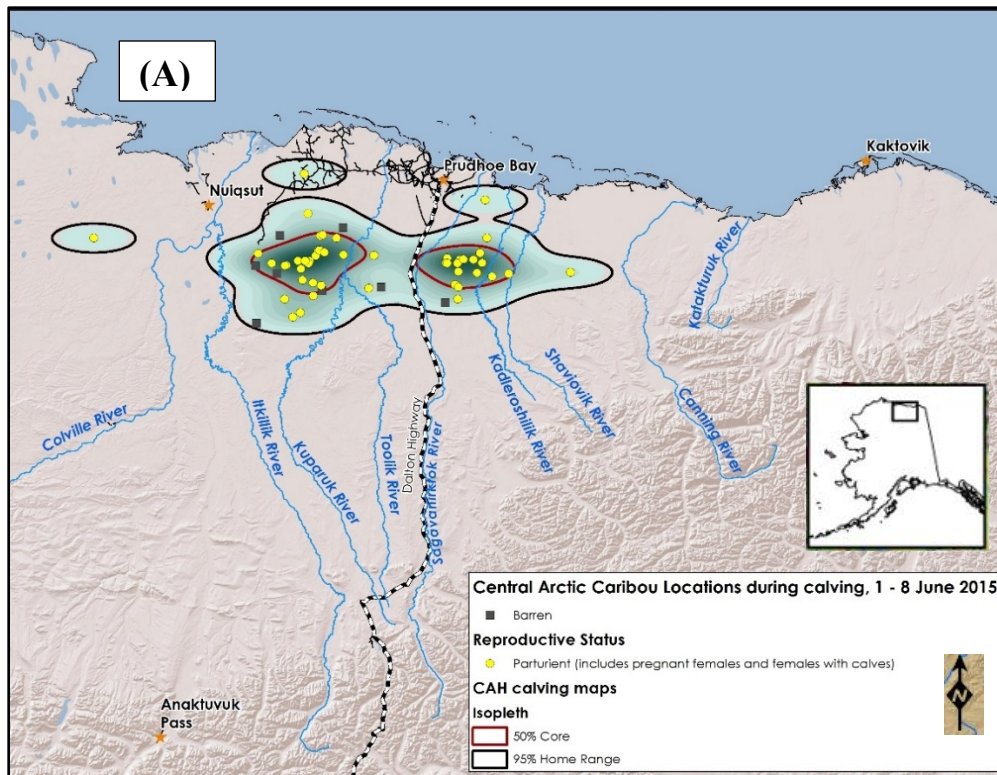 (A)
Kaktovik
Prudhoe Bay
Nuiqsut
Katakturuk River
Shaviovik River
Kadleroshilik River
Canning River
Colville River
Itkillik River
Kuparuk River
Toolik River
Dalton Highway
Sagavanirktok River
Anaktuvuk
Pass
Central Arctic Caribou Locations during calving, 1 - 8 June 2015
Barren
Reproductive Status
Parturient (includes pregnant females and females with calves)
CAH calving maps
Isopleth
50% Core
95% Home Range
N